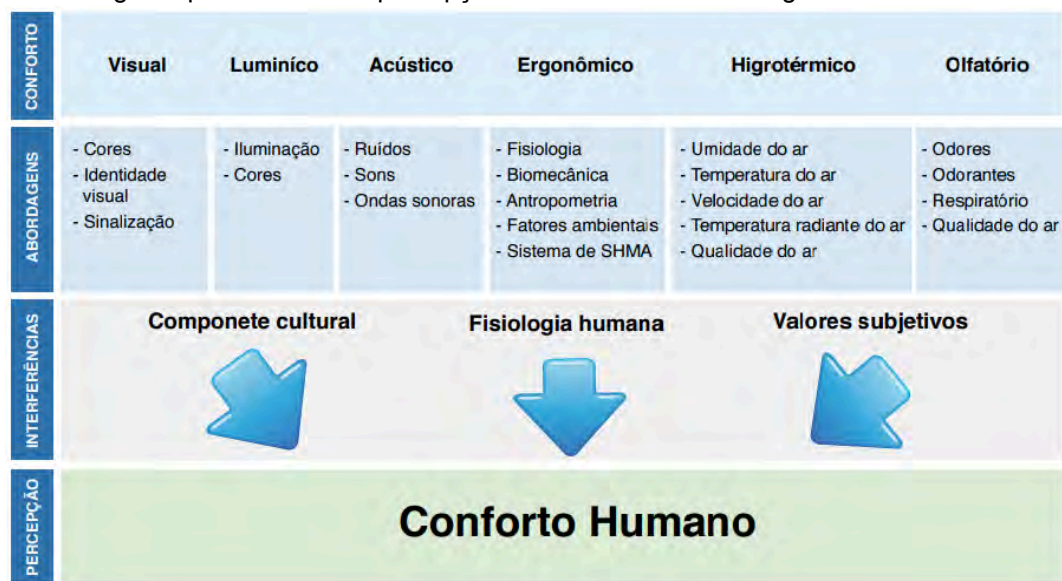 CONFORTO
Visual
Luminíco
Acústico
Ergonômico
Higrotérmico
Olfatório
ABORDAGENS
- Cores
- Identidade
visual
- Sinalização
- Iluminação
- Cores
- Ruídos
- Sons
- Ondas sonoras
- Fisiologia
- Biomecânica
- Antropometria
- Fatores ambientais
- Sistema de SHMA
- Umidade do ar
- Temperatura do ar
- Velocidade do ar
- Temperatura radiante do ar
- Qualidade do ar
- Odores
- Odorantes
- Respiratório
- Qualidade do ar
INTERFERÊNCIAS
Componete cultural
Fisiologia humana
Valores subjetivos
PERCEPÇÃO
Conforto Humano